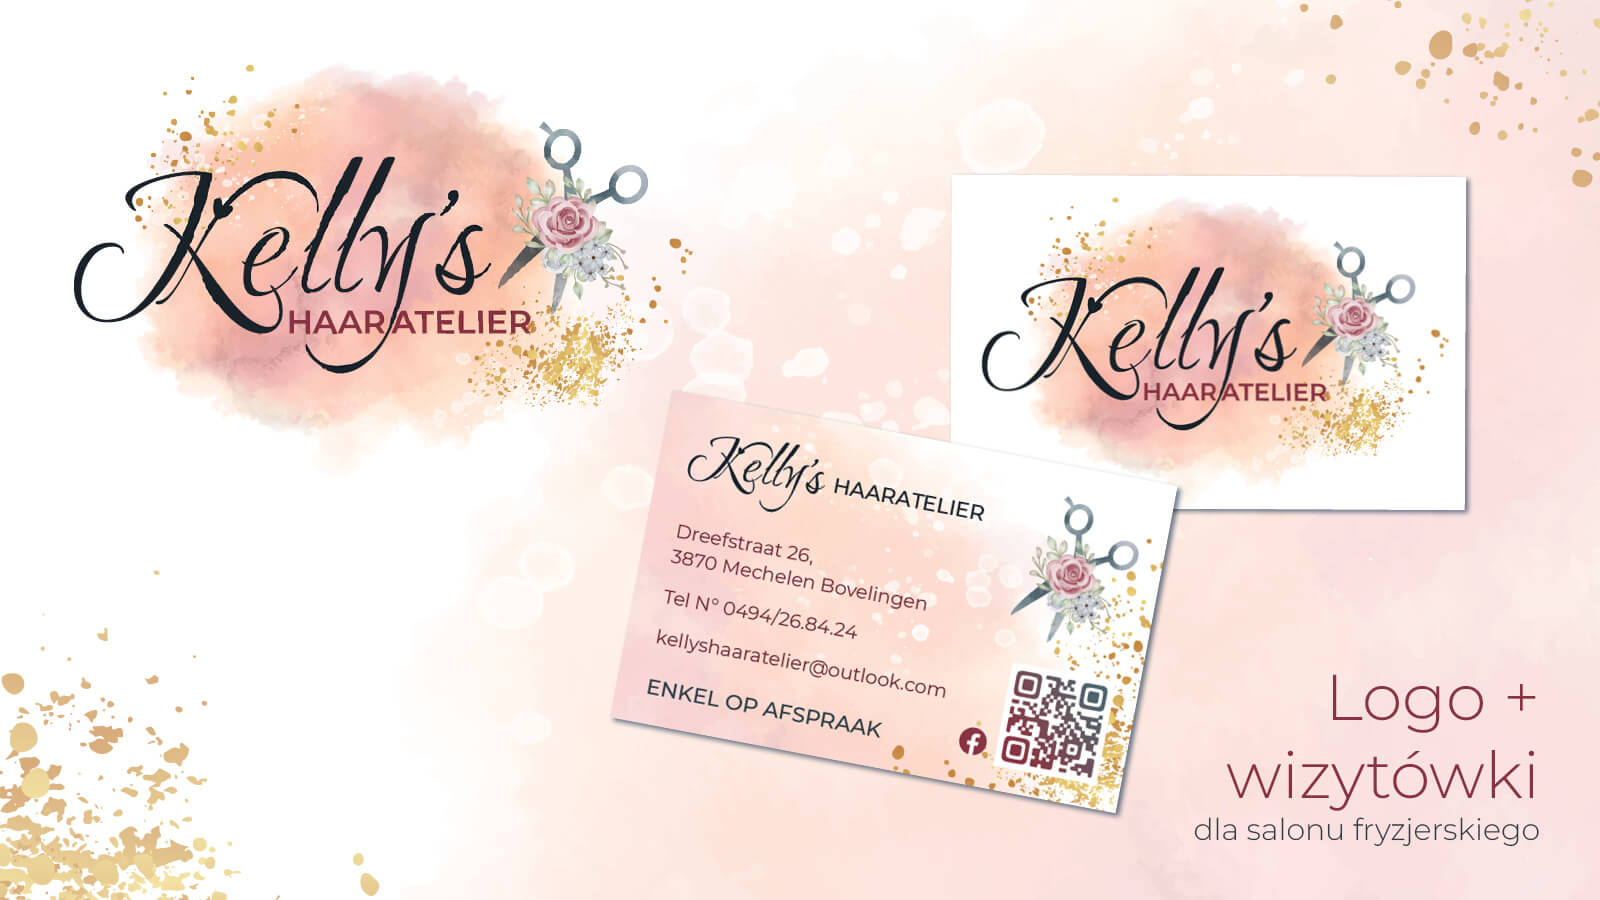 Kelly's
HAARATELIER
Kelly's
HAARATELIER
Kelly's HAARATELIER
Dreefstraat 26,
3870 Mechelen Bovelingen
Tel N° 0494/26.84.24
kellyshaaratelier@outlook.com
ENKEL OP AFSPRAAK
Logo +
wizytówki
dla salonu fryzjerskiego